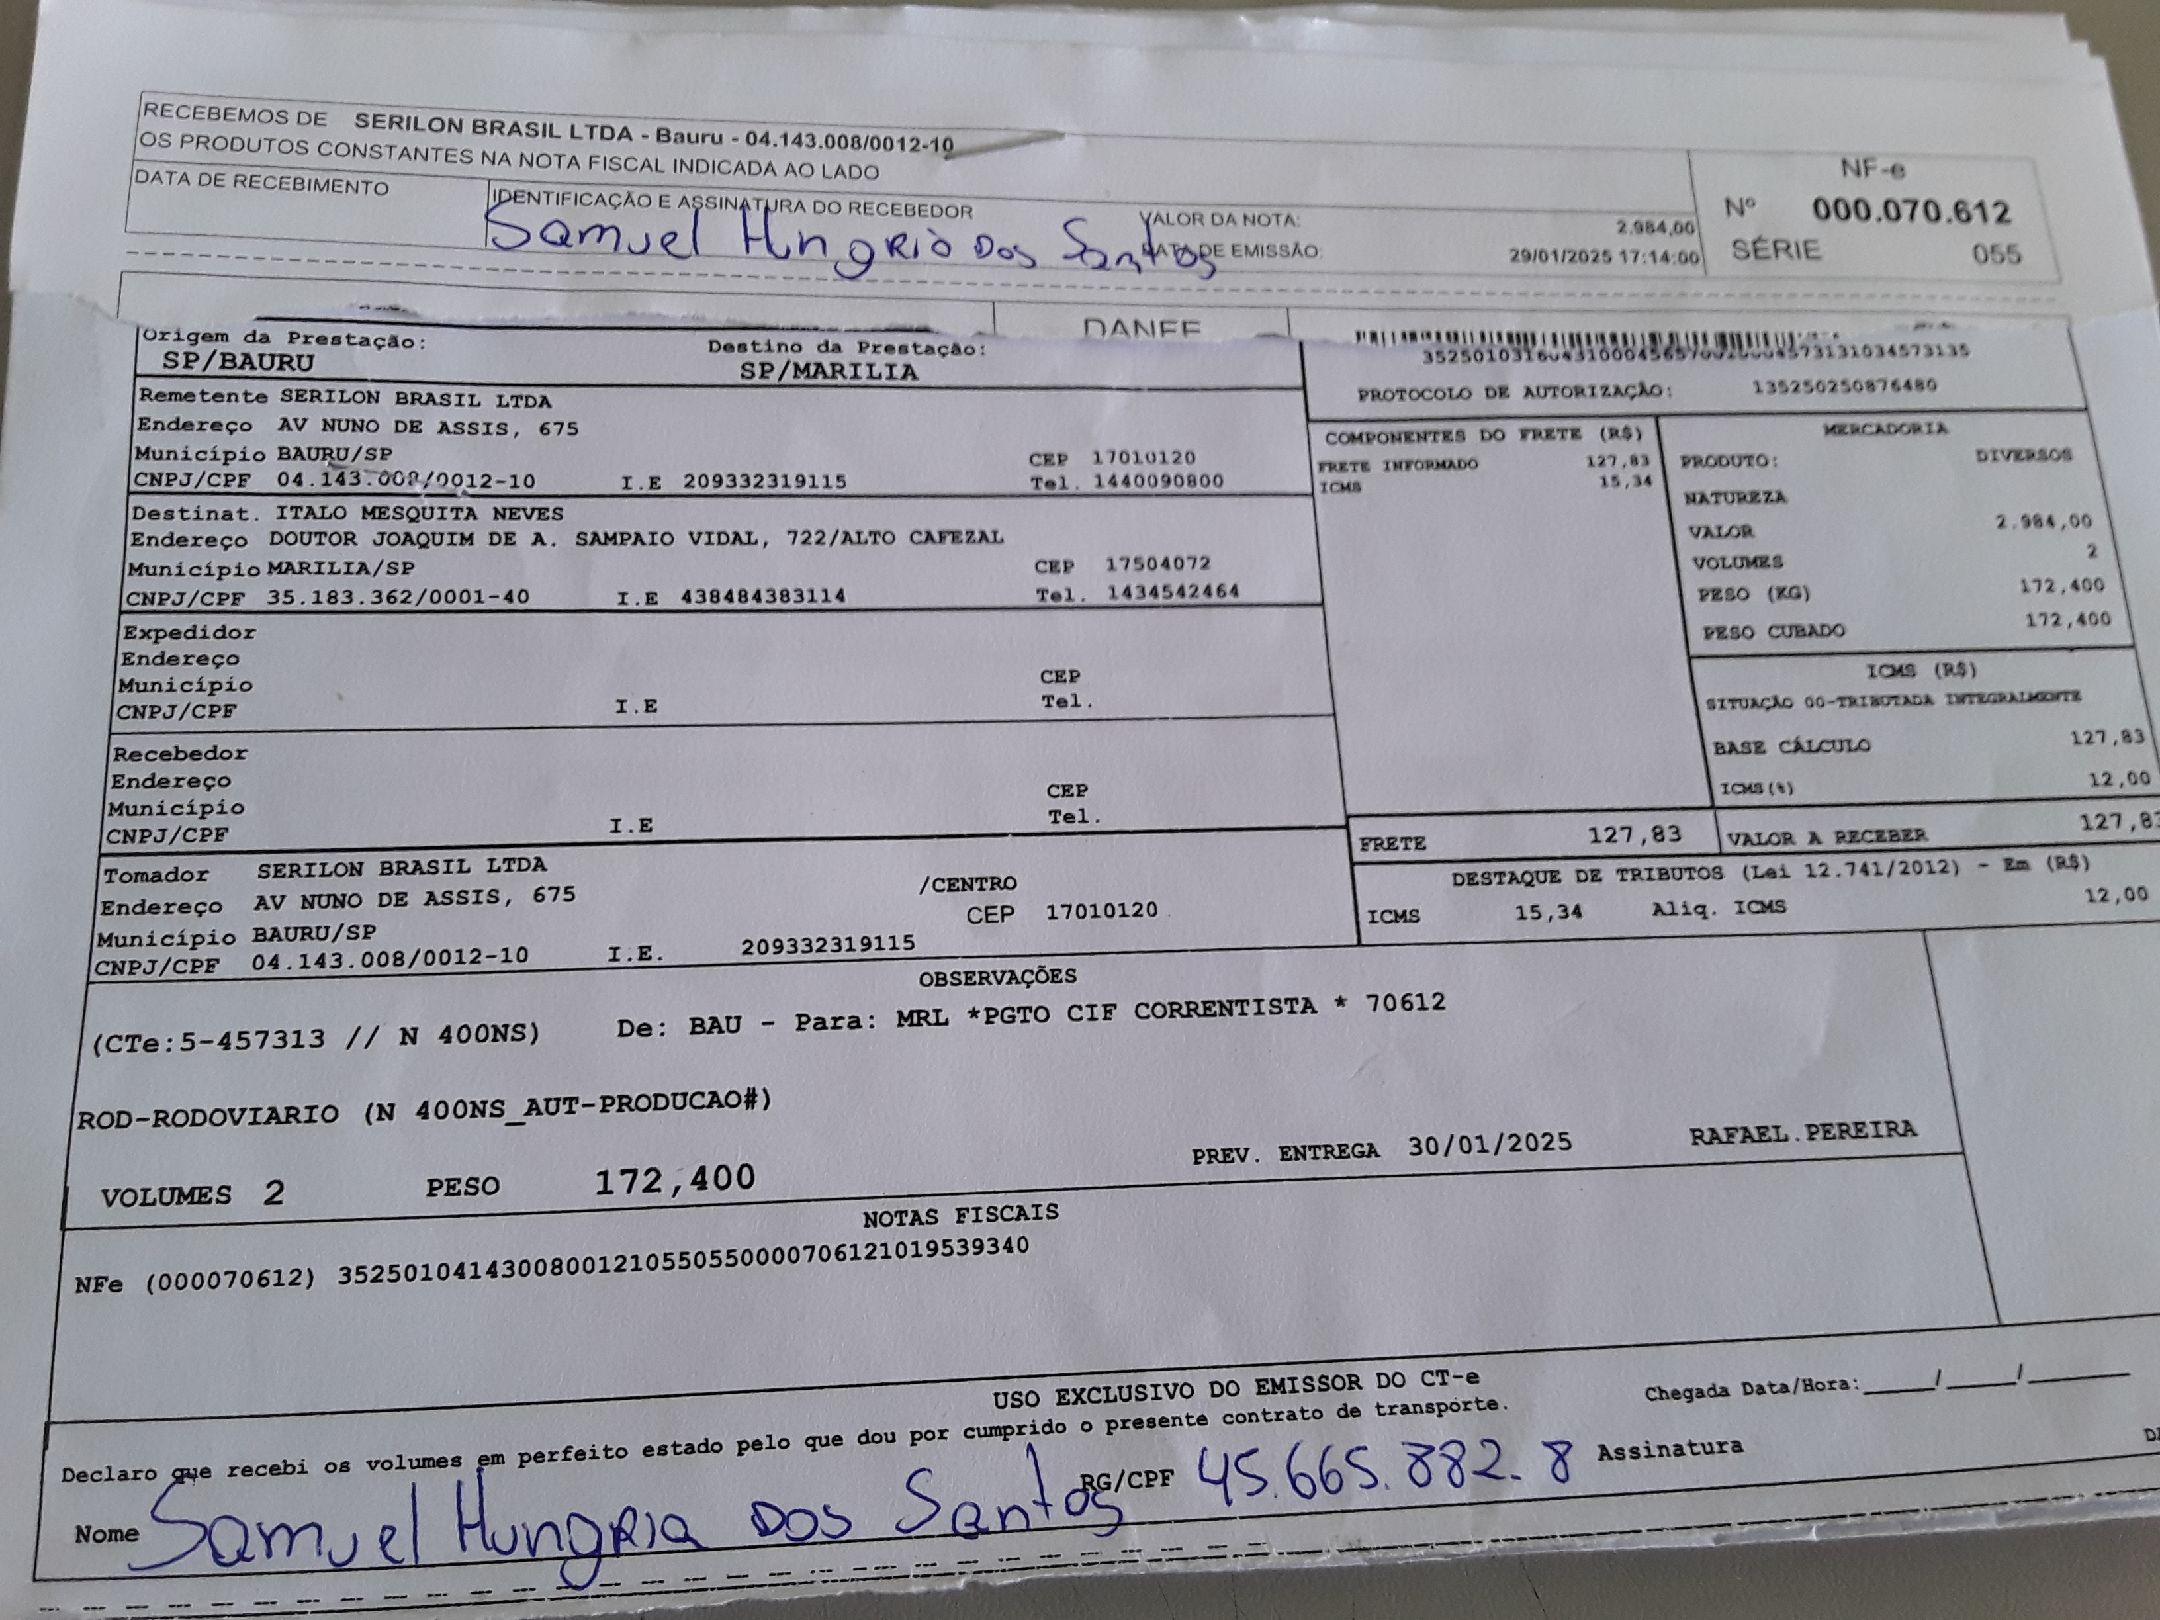 RECEBEMOS DE SERILON BRASIL LTDA - Bauru - 04.143.008/0012-10
OS PRODUTOS CONSTANTES NA NOTA FISCAL INDICADA AO LADO
DATA DE RECEBIMENTO
IDENTIFICAÇÃO E ASSINATURA DO RECEBEDOR
Samuel Hngrio Dos Santos
VALOR DA NOTA: 2.984,00
DATA DE EMISSÃO: 29/01/2025 17:14:00
NF-e
Nº 000.070.612
SÉRIE 055
DANFE
Origem da Prestação:
SP/BAURU
Destino da Prestação:
SP/MARILIA
PROTOCOLO DE AUTORIZAÇÃO: 135250250876480
Remetente SERILON BRASIL LTDA
Endereço AV NUNO DE ASSIS, 675
Município BAURU/SP CEP 17010120
CNPJ/CPF 04.143.008/0012-10 I.E 209332319115 Tel. 1440090800
Destinat. ITALO MESQUITA NEVES
Endereço DOUTOR JOAQUIM DE A. SAMPAIO VIDAL, 722/ALTO CAFEZAL
Município MARILIA/SP CEP 17504072
CNPJ/CPF 35.183.362/0001-40 I.E 438484383114 Tel. 1434542464
Expedidor
Endereço
Município CEP
CNPJ/CPF I.E Tel.
Recebedor
Endereço
Município CEP
CNPJ/CPF I.E Tel.
Tomador SERILON BRASIL LTDA
Endereço AV NUNO DE ASSIS, 675 /CENTRO
Município BAURU/SP CEP 17010120
CNPJ/CPF 04.143.008/0012-10 I.E. 209332319115
COMPONENTES DO FRETE (R$)
FRETE INFORMADO 127,83
ICMS 15,34
MERCADORIA
PRODUTO: DIVERSOS
NATUREZA
VALOR 2.984,00
VOLUMES 2
PESO (KG) 172,400
PESO CUBADO 172,400
ICMS (R$)
SITUAÇÃO 00-TRIBUTADA INTEGRALMENTE
BASE CÁLCULO 127,83
ICMS(%) 12,00
FRETE 127,83
VALOR A RECEBER 127,83
DESTAQUE DE TRIBUTOS (Lei 12.741/2012) - Em (R$)
ICMS 15,34 Aliq. ICMS 12,00
OBSERVAÇÕES
(CTe:5-457313 // N 400NS) De: BAU - Para: MRL *PGTO CIF CORRENTISTA * 70612
ROD-RODOVIARIO (N 400NS_AUT-PRODUCAO#)
VOLUMES 2 PESO 172,400 PREV. ENTREGA 30/01/2025 RAFAEL.PEREIRA
NOTAS FISCAIS
NFe (000070612) 35250104143008001210550550000706121019539340
USO EXCLUSIVO DO EMISSOR DO CT-e
Declaro que recebi os volumes em perfeito estado pelo que dou por cumprido o presente contrato de transporte.
Chegada Data/Hora:_____/_____/_______
Nome Samuel Hungria Dos Santos RG/CPF 45.665.882.8 Assinatura